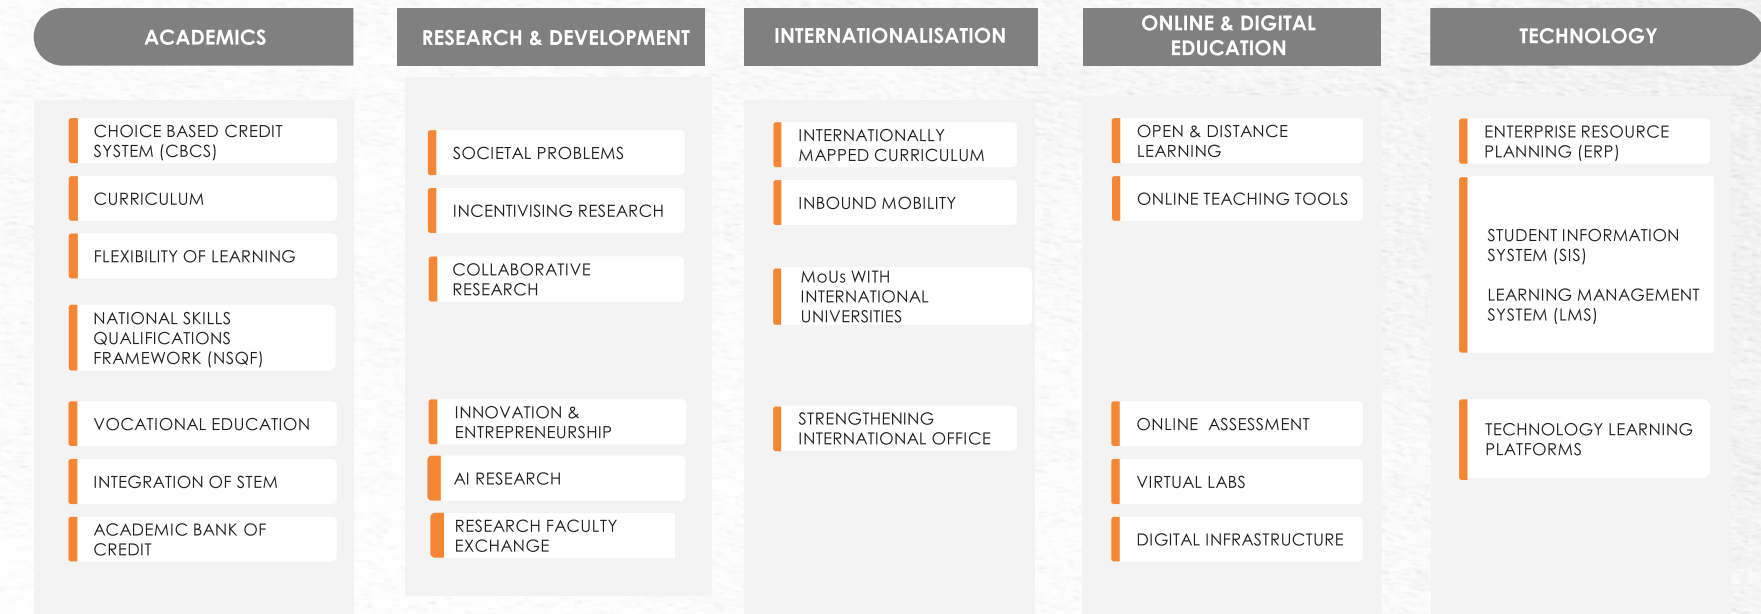 ACADEMICS
CHOICE BASED CREDIT
SYSTEM (CBCS)
CURRICULUM
FLEXIBILITY OF LEARNING
NATIONAL SKILLS
QUALIFICATIONS
FRAMEWORK (NSQF)
VOCATIONAL EDUCATION
INTEGRATION OF STEM
ACADEMIC BANK OF
CREDIT
RESEARCH & DEVELOPMENT
SOCIETAL PROBLEMS
INCENTIVISING RESEARCH
COLLABORATIVE
RESEARCH
INNOVATION &
ENTREPRENEURSHIP
AI RESEARCH
RESEARCH FACULTY
EXCHANGE
INTERNATIONALISATION
INTERNATIONALLY
MAPPED CURRICULUM
INBOUND MOBILITY
MoUs WITH
INTERNATIONAL
UNIVERSITIES
STRENGTHENING
INTERNATIONAL OFFICE
ONLINE & DIGITAL
EDUCATION
OPEN & DISTANCE
LEARNING
ONLINE TEACHING TOOLS
ONLINE ASSESSMENT
VIRTUAL LABS
DIGITAL INFRASTRUCTURE
TECHNOLOGY
ENTERPRISE RESOURCE
PLANNING (ERP)
STUDENT INFORMATION
SYSTEM (SIS)
LEARNING MANAGEMENT
SYSTEM (LMS)
TECHNOLOGY LEARNING
PLATFORMS